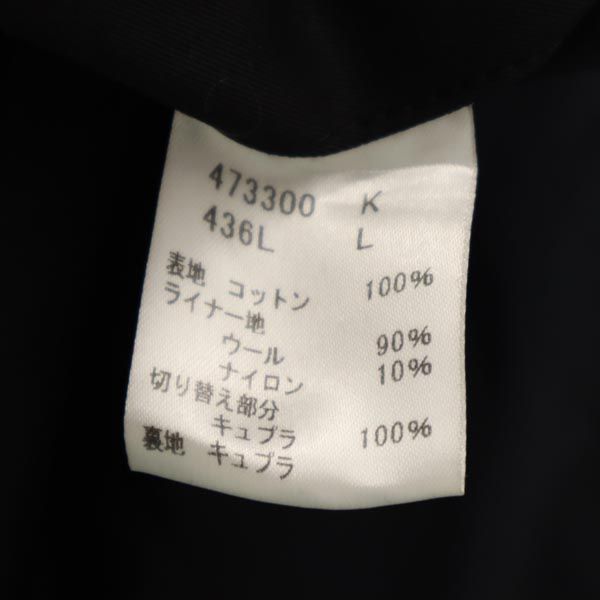 473300 K
436L L
表地 コットン 100%
ライナー地
ウール 90%
ナイロン 10%
切り替え部分
キュプラ 100%
裏地 キュプラ